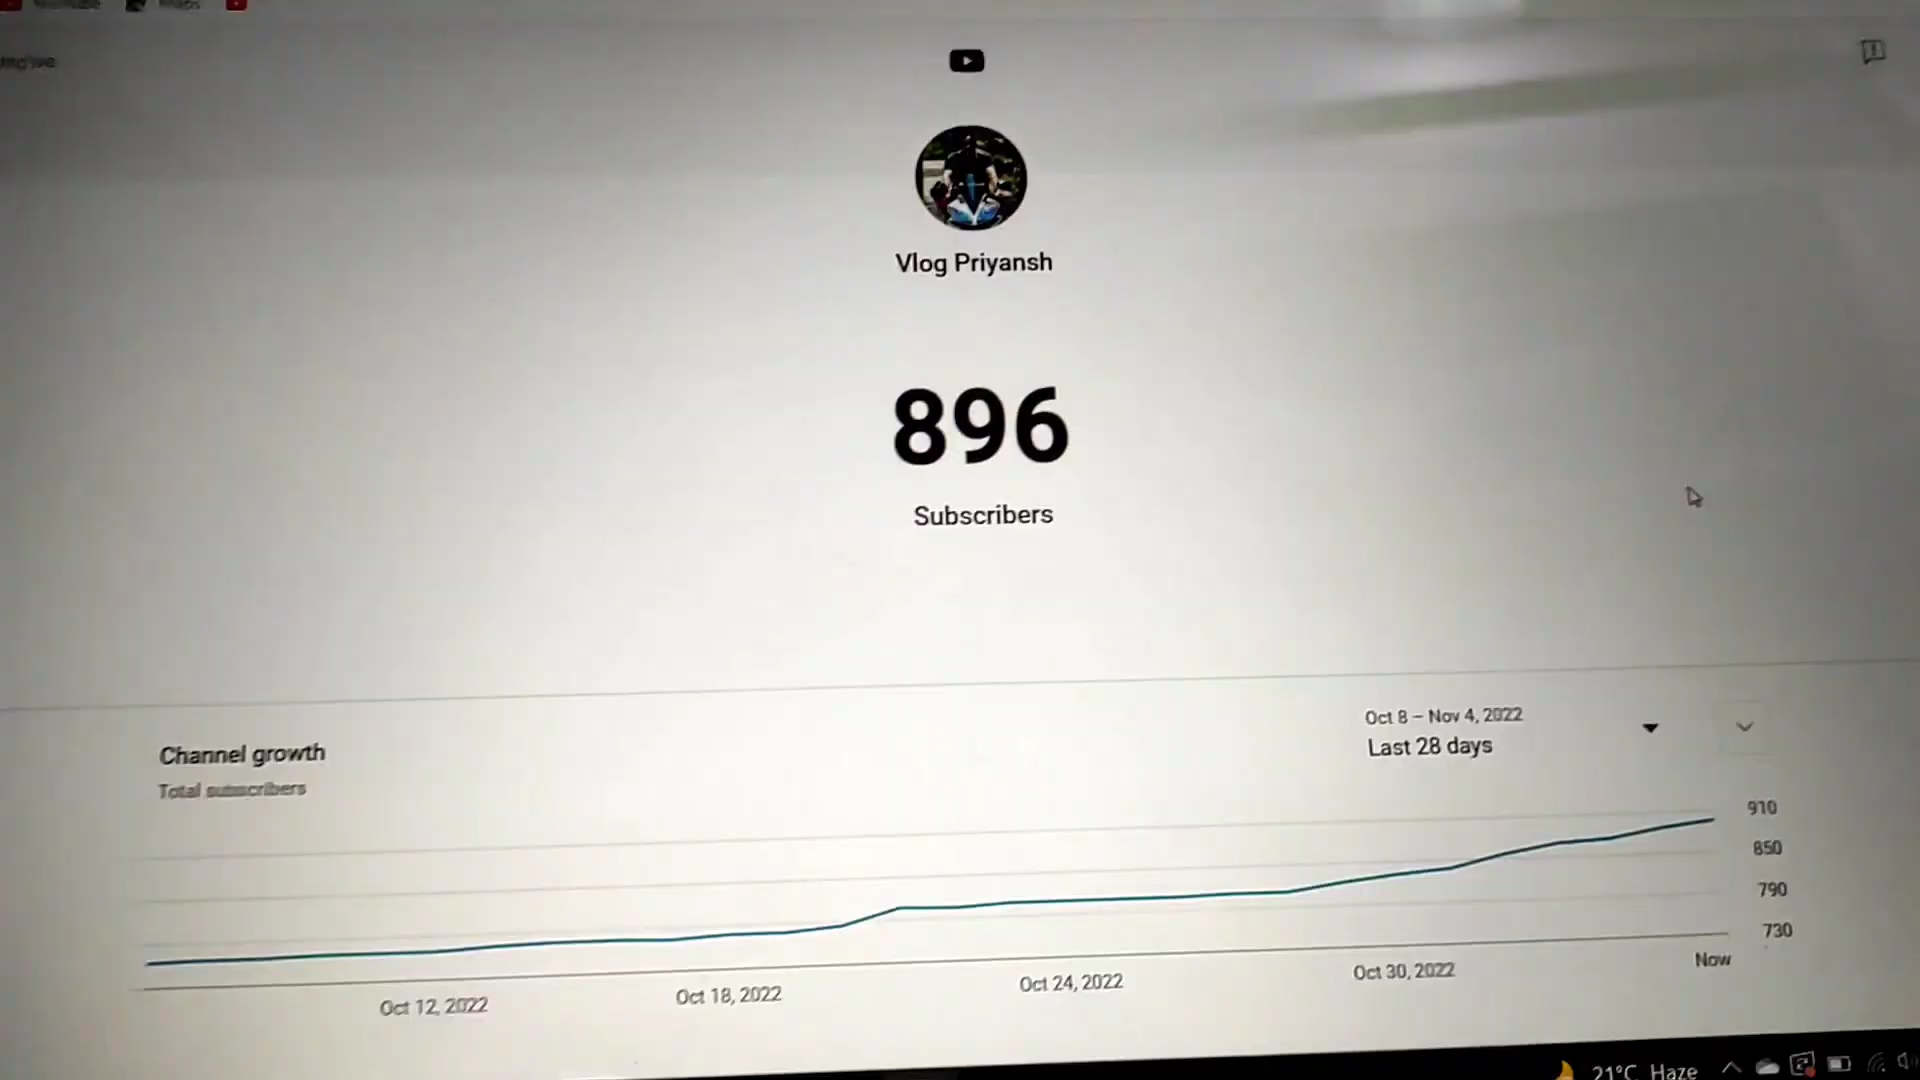 Maps
Vlog Priyansh
896
Subscribers
Oct 8 – Nov 4, 2022
Last 28 days
Channel growth
Total subscribers
910
850
790
730
Oct 12, 2022
Oct 18, 2022
Oct 24, 2022
Oct 30, 2022
Now
21°C Haze